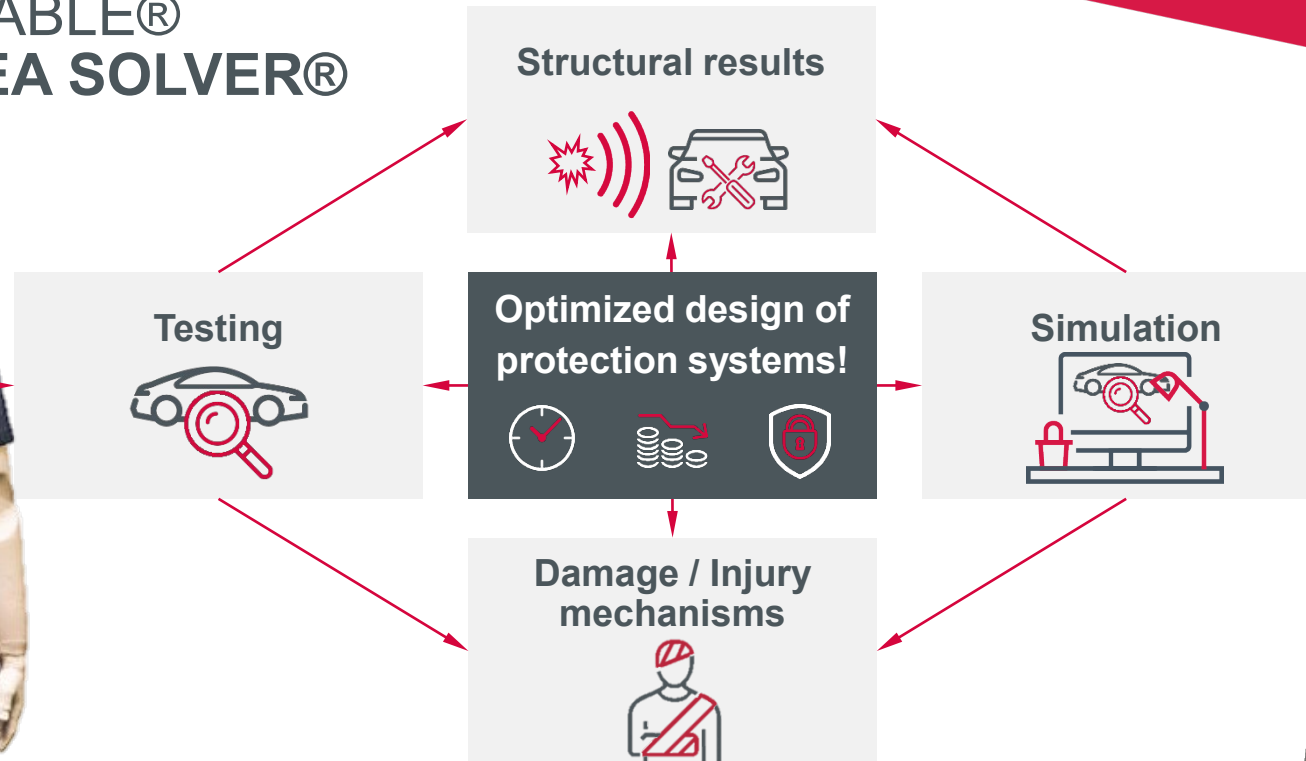 ABLE®
EA SOLVER®
Structural results
Testing
Optimized design of
protection systems!
Simulation
Damage / Injury
mechanisms